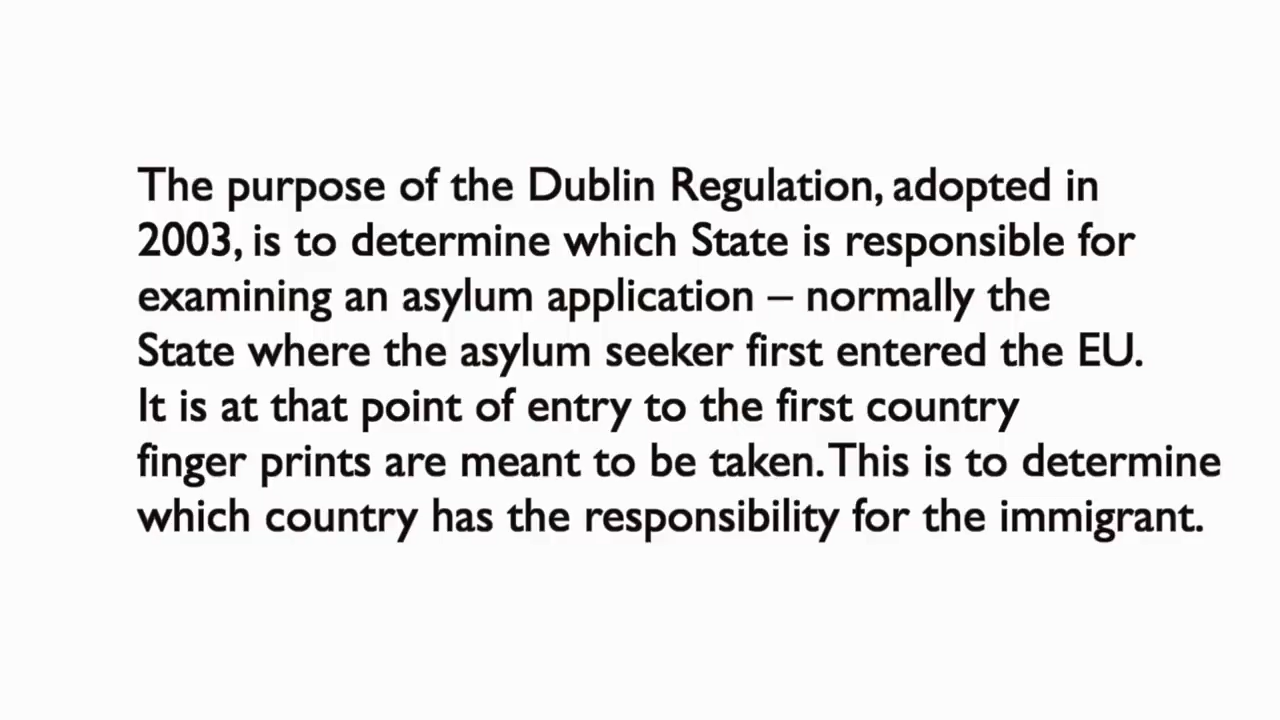 The purpose of the Dublin Regulation, adopted in
2003, is to determine which State is responsible for
examining an asylum application – normally the
State where the asylum seeker first entered the EU.
It is at that point of entry to the first country
finger prints are meant to be taken. This is to determine
which country has the responsibility for the immigrant.